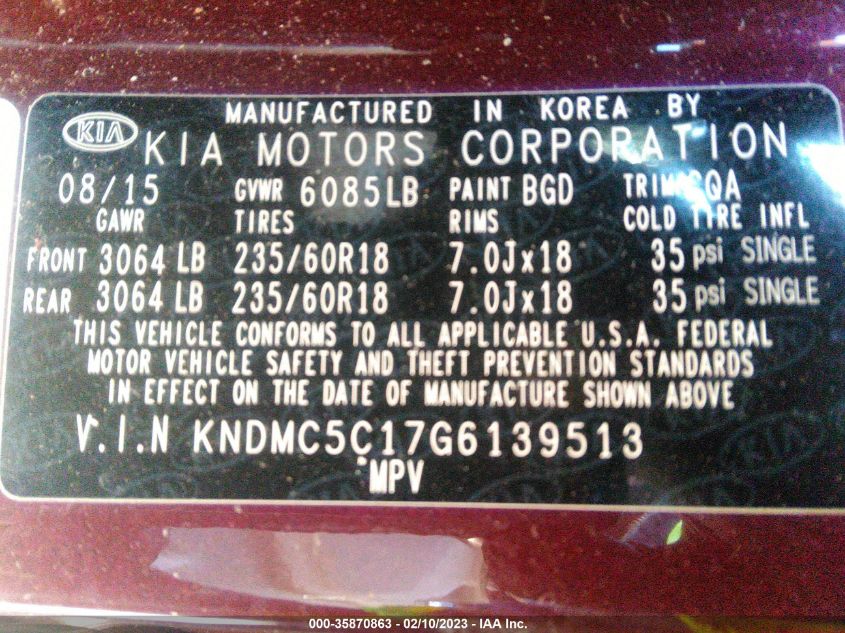 MANUFACTURED IN KOREA BY
KIA KIA MOTORS CORPORATION
08/15 GVWR 6085LB PAINT BGD TRIM QA
GAWR TIRES RIMS COLD TIRE INFL
FRONT 3064 LB 235/60R18 7.0Jx18 35 psi SINGLE
REAR 3064 LB 235/60R18 7.0Jx18 35 psi SINGLE
THIS VEHICLE CONFORMS TO ALL APPLICABLE U.S.A. FEDERAL
MOTOR VEHICLE SAFETY AND THEFT PREVENTION STANDARDS
IN EFFECT ON THE DATE OF MANUFACTURE SHOWN ABOVE
V.I.N KNDMC5C17G6139513
MPV
000-35870863 - 02/10/2023 - IAA Inc.